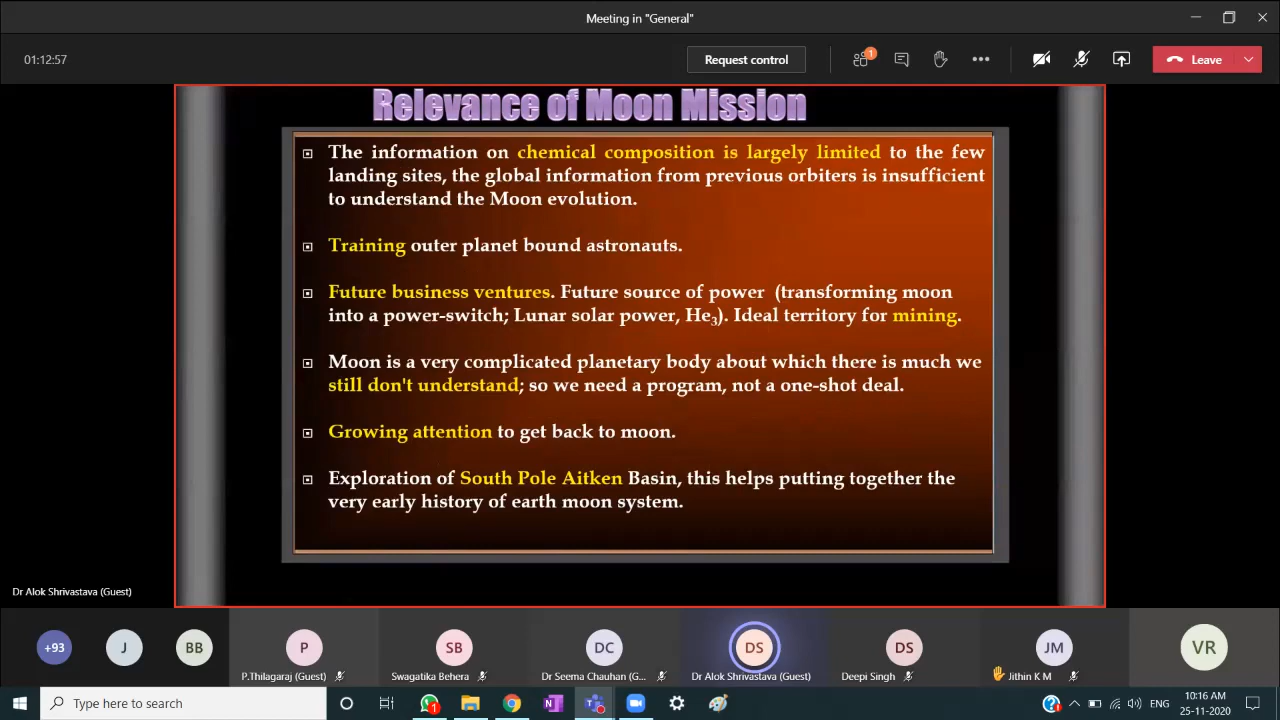 Meeting in "General"
01:12:57
Request control
1
Leave
Relevance of Moon Mission
The information on chemical composition is largely limited to the few
landing sites, the global information from previous orbiters is insufficient
to understand the Moon evolution.
Training outer planet bound astronauts.
Future business ventures. Future source of power (transforming moon
into a power-switch; Lunar solar power, He3). Ideal territory for mining.
Moon is a very complicated planetary body about which there is much we
still don't understand; so we need a program, not a one-shot deal.
Growing attention to get back to moon.
Exploration of South Pole Aitken Basin, this helps putting together the
very early history of earth moon system.
Dr Alok Shrivastava (Guest)
+93
J
BB
P
SB
DC
DS
DS
JM
VR
P.Thilagaraj (Guest)
Swagatika Behera
Dr Seema Chauhan (G...
Dr Alok Shrivastava (Guest)
Deepi Singh
Jithin K M
Type here to search
1
ENG
10:16 AM
25-11-2020